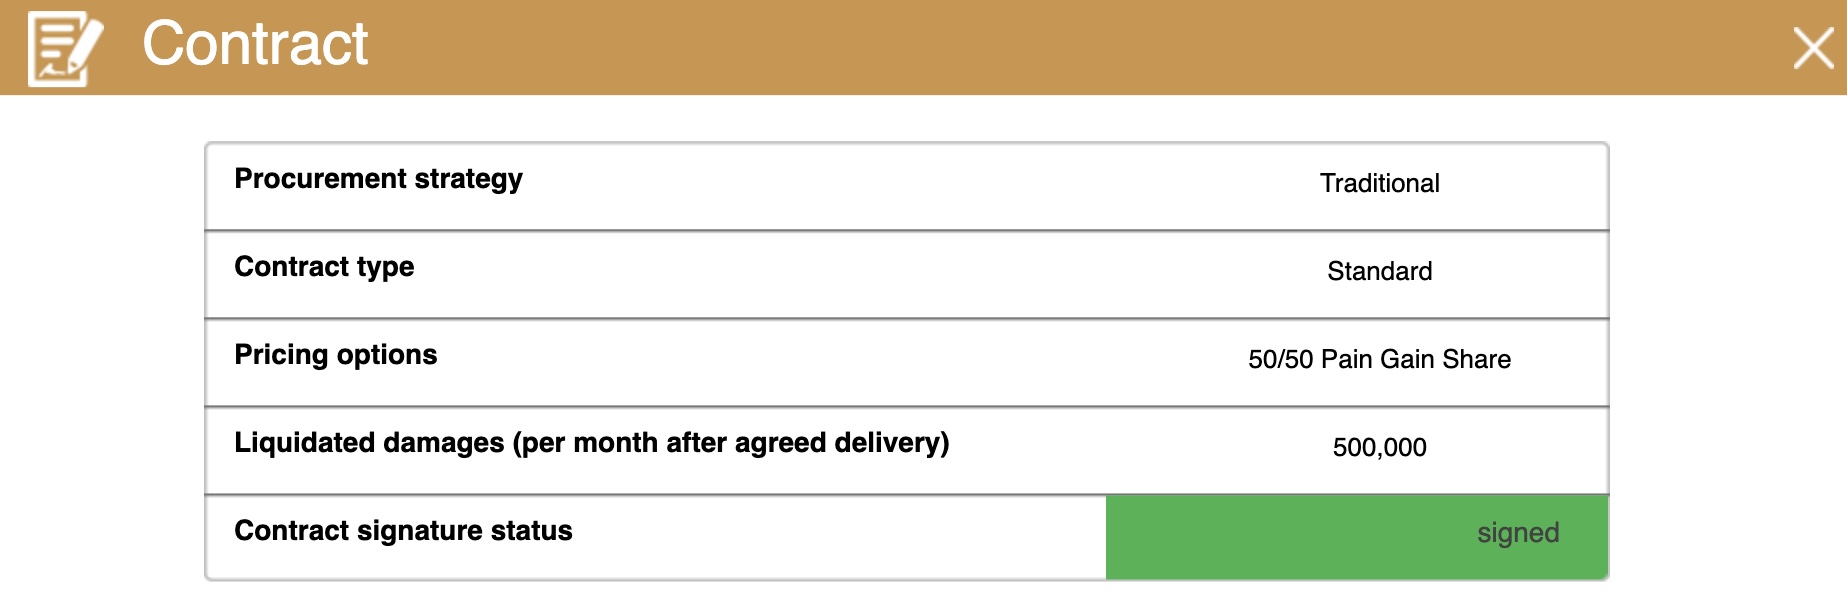 Contract
Procurement strategy Traditional
Contract type Standard
Pricing options 50/50 Pain Gain Share
Liquidated damages (per month after agreed delivery) 500,000
Contract signature status signed